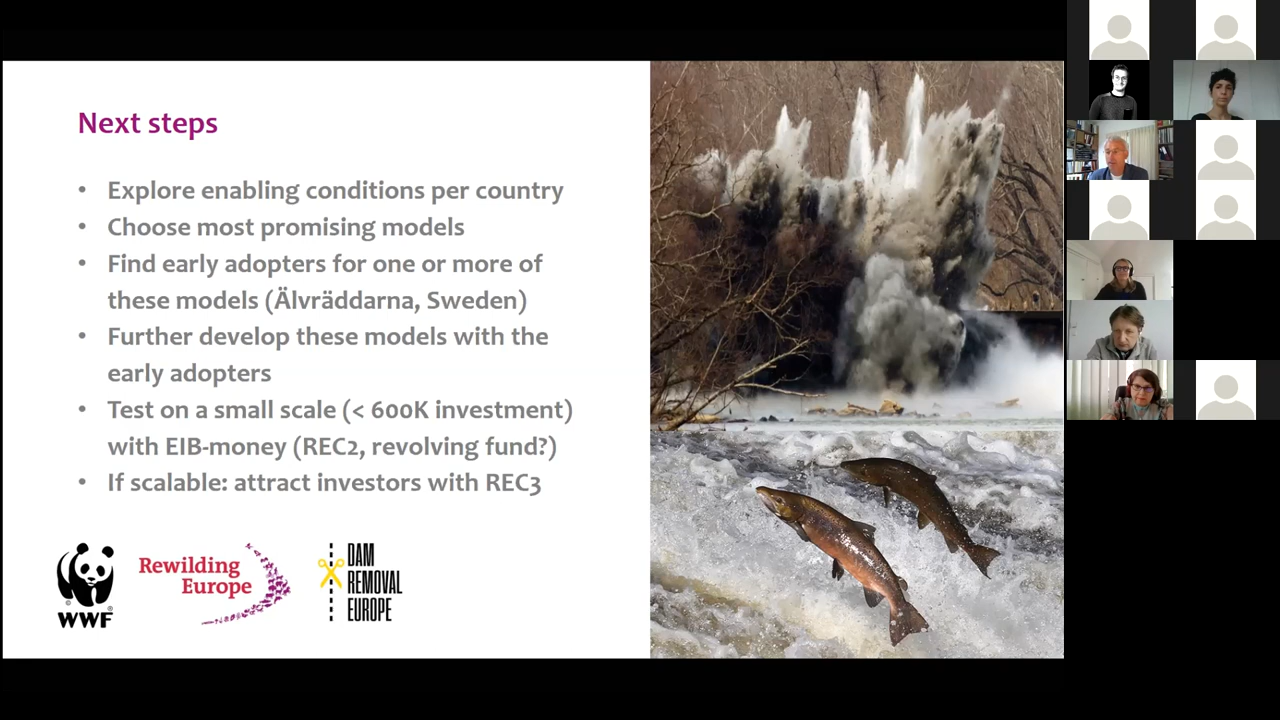 Next steps
• Explore enabling conditions per country
• Choose most promising models
• Find early adopters for one or more of
these models (Älvräddarna, Sweden)
• Further develop these models with the
early adopters
• Test on a small scale (< 600K investment)
with EIB-money (REC2, revolving fund?)
• If scalable: attract investors with REC3
WWF
Rewilding
Europe
DAM
REMOVAL
EUROPE